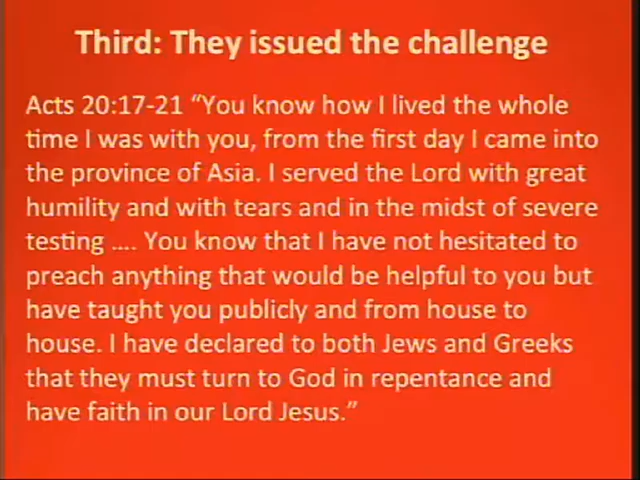 Third: They issued the challenge
Acts 20:17-21 “You know how I lived the whole
time I was with you, from the first day I came into
the province of Asia. I served the Lord with great
humility and with tears and in the midst of severe
testing …. You know that I have not hesitated to
preach anything that would be helpful to you but
have taught you publicly and from house to
house. I have declared to both Jews and Greeks
that they must turn to God in repentance and
have faith in our Lord Jesus.”